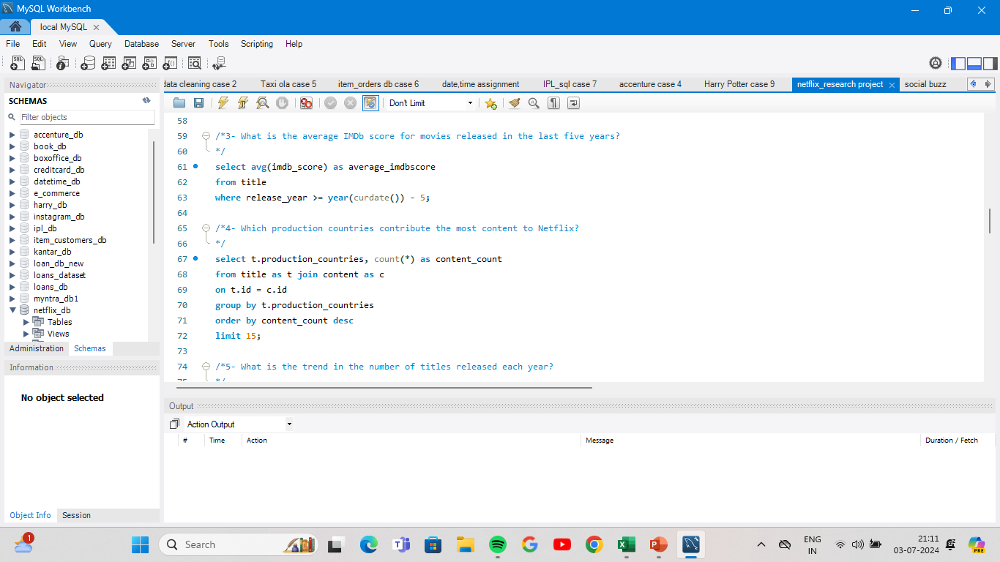 MySQL Workbench
local MySQL
File Edit View Query Database Server Tools Scripting Help
Navigator
SCHEMAS
Filter objects
accenture_db
book_db
boxoffice_db
creditcard_db
datetime_db
e_commerce
harry_db
instagram_db
ipl_db
item_customers_db
kantar_db
loan_db_new
loans_dataset
loans_db
myntra_db1
netflix_db
Tables
Views
Administration Schemas
Information
No object selected
Object Info Session
data cleaning case 2 Taxi ola case 5 item_orders db case 6 date,time assignment IPL_sql case 7 accenture case 4 Harry Potter case 9 netflix_research project social buzz
Don't Limit
58
59 /*3- What is the average IMDb score for movies released in the last five years?
60 */
61 select avg(imdb_score) as average_imdbscore
62 from title
63 where release_year >= year(curdate()) - 5;
64
65 /*4- Which production countries contribute the most content to Netflix?
66 */
67 select t.production_countries, count(*) as content_count
68 from title as t join content as c
69 on t.id = c.id
70 group by t.production_countries
71 order by content_count desc
72 limit 15;
73
74 /*5- What is the trend in the number of titles released each year?
75 */
Output
Action Output
# Time Action Message Duration / Fetch
1
Search
ENG
IN
21:11
03-07-2024
PRE